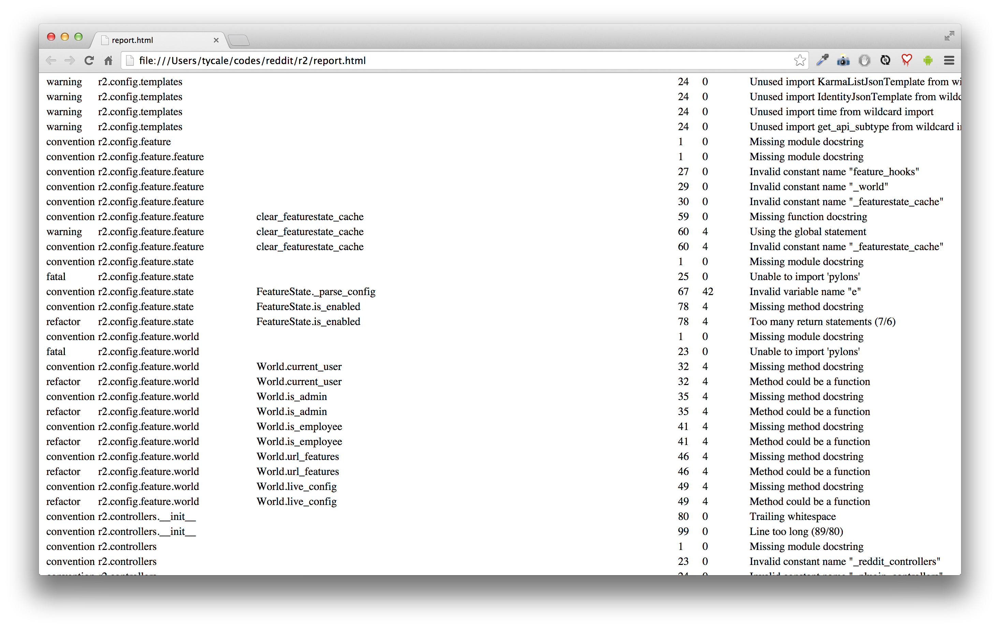 report.html
file:///Users/tycale/codes/reddit/r2/report.html
warning r2.config.templates 24 0 Unused import KarmaListJsonTemplate from
warning r2.config.templates 24 0 Unused import IdentityJsonTemplate from
warning r2.config.templates 24 0 Unused import time from wildcard import
warning r2.config.templates 24 0 Unused import get_api_subtype from wildcard
convention r2.config.feature 1 0 Missing module docstring
convention r2.config.feature.feature 1 0 Missing module docstring
convention r2.config.feature.feature 27 0 Invalid constant name "feature_hooks"
convention r2.config.feature.feature 29 0 Invalid constant name "_world"
convention r2.config.feature.feature 30 0 Invalid constant name "_featurestate_cache"
convention r2.config.feature.feature clear_featurestate_cache 59 0 Missing function docstring
warning r2.config.feature.feature clear_featurestate_cache 60 4 Using the global statement
convention r2.config.feature.feature clear_featurestate_cache 60 4 Invalid constant name "_featurestate_cache"
convention r2.config.feature.state 1 0 Missing module docstring
fatal r2.config.feature.state 25 0 Unable to import 'pylons'
convention r2.config.feature.state FeatureState._parse_config 67 42 Invalid variable name "e"
convention r2.config.feature.state FeatureState.is_enabled 78 4 Missing method docstring
refactor r2.config.feature.state FeatureState.is_enabled 78 4 Too many return statements (7/6)
convention r2.config.feature.world 1 0 Missing module docstring
fatal r2.config.feature.world 23 0 Unable to import 'pylons'
convention r2.config.feature.world World.current_user 32 4 Missing method docstring
refactor r2.config.feature.world World.current_user 32 4 Method could be a function
convention r2.config.feature.world World.is_admin 35 4 Missing method docstring
refactor r2.config.feature.world World.is_admin 35 4 Method could be a function
convention r2.config.feature.world World.is_employee 41 4 Missing method docstring
refactor r2.config.feature.world World.is_employee 41 4 Method could be a function
convention r2.config.feature.world World.url_features 46 4 Missing method docstring
refactor r2.config.feature.world World.url_features 46 4 Method could be a function
convention r2.config.feature.world World.live_config 49 4 Missing method docstring
refactor r2.config.feature.world World.live_config 49 4 Method could be a function
convention r2.controllers.__init__ 80 0 Trailing whitespace
convention r2.controllers.__init__ 99 0 Line too long (89/80)
convention r2.controllers 1 0 Missing module docstring
convention r2.controllers 23 0 Invalid constant name "_reddit_controllers"